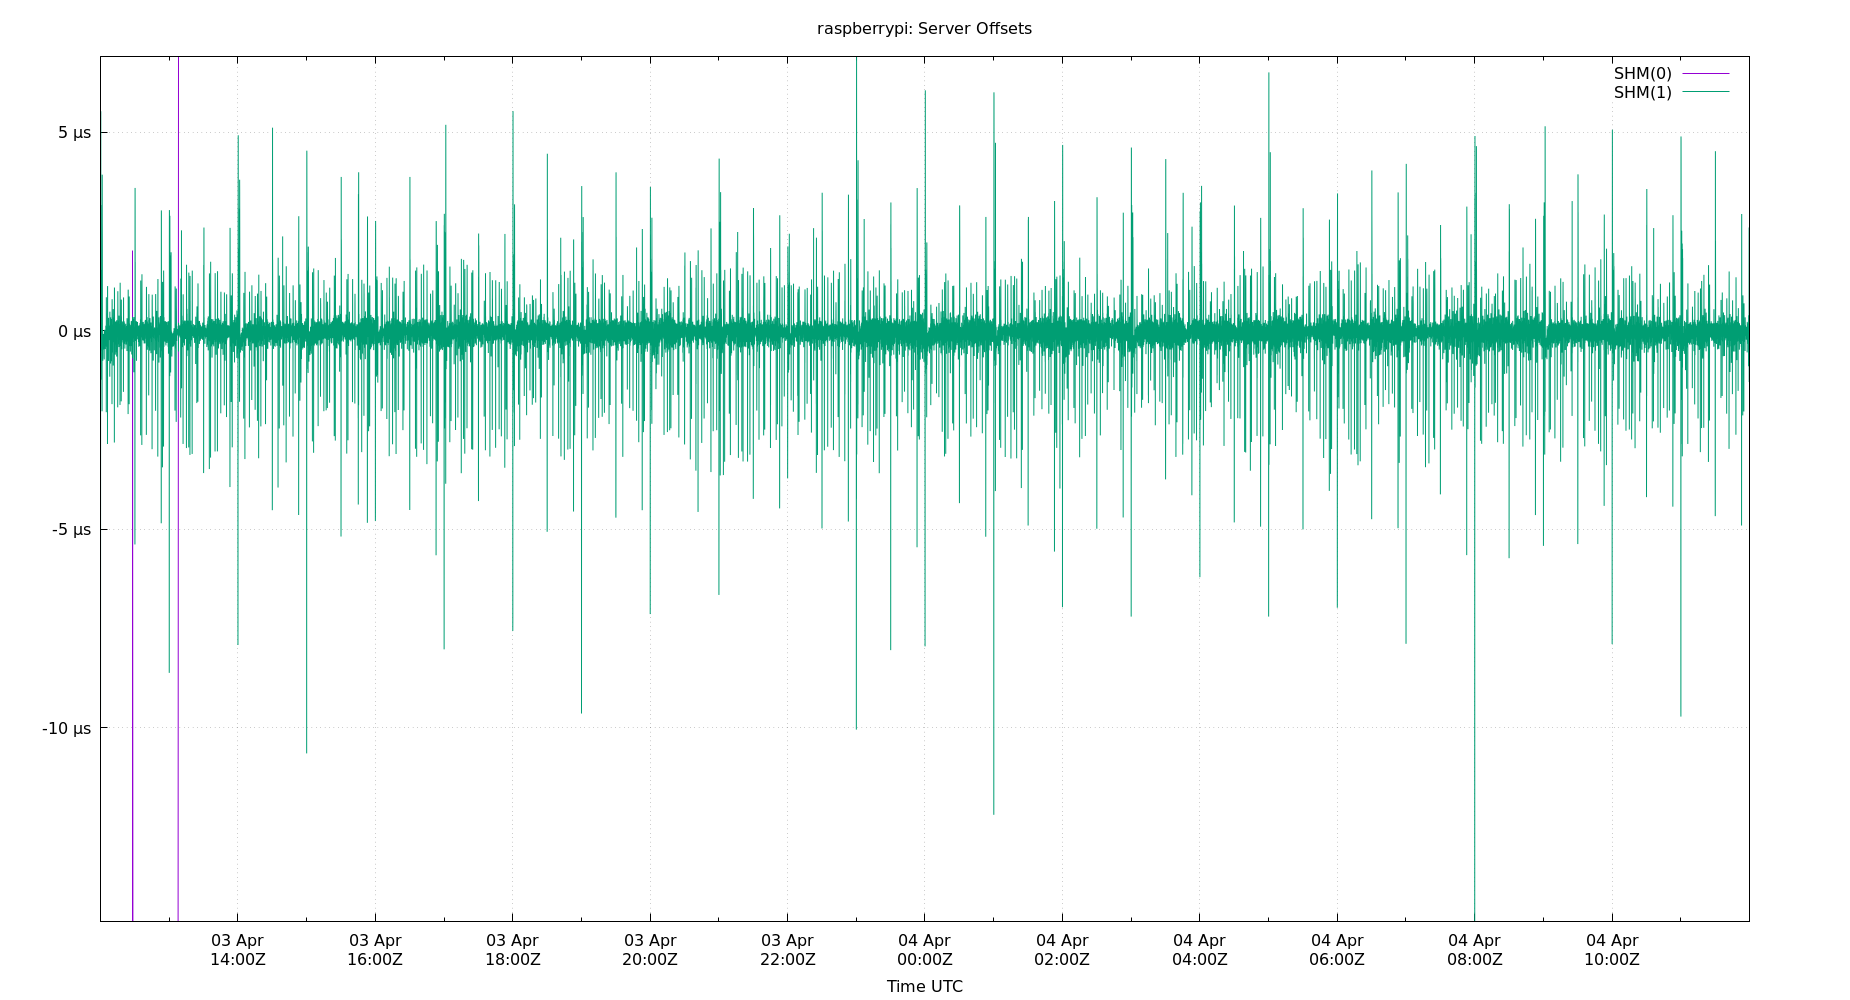 raspberrypi: Server Offsets
SHM(0)
SHM(1)
5 µs
0 µs
-5 µs
-10 µs
03 Apr 03 Apr 03 Apr 03 Apr 03 Apr 04 Apr 04 Apr 04 Apr 04 Apr 04 Apr 04 Apr
14:00Z 16:00Z 18:00Z 20:00Z 22:00Z 00:00Z 02:00Z 04:00Z 06:00Z 08:00Z 10:00Z
Time UTC